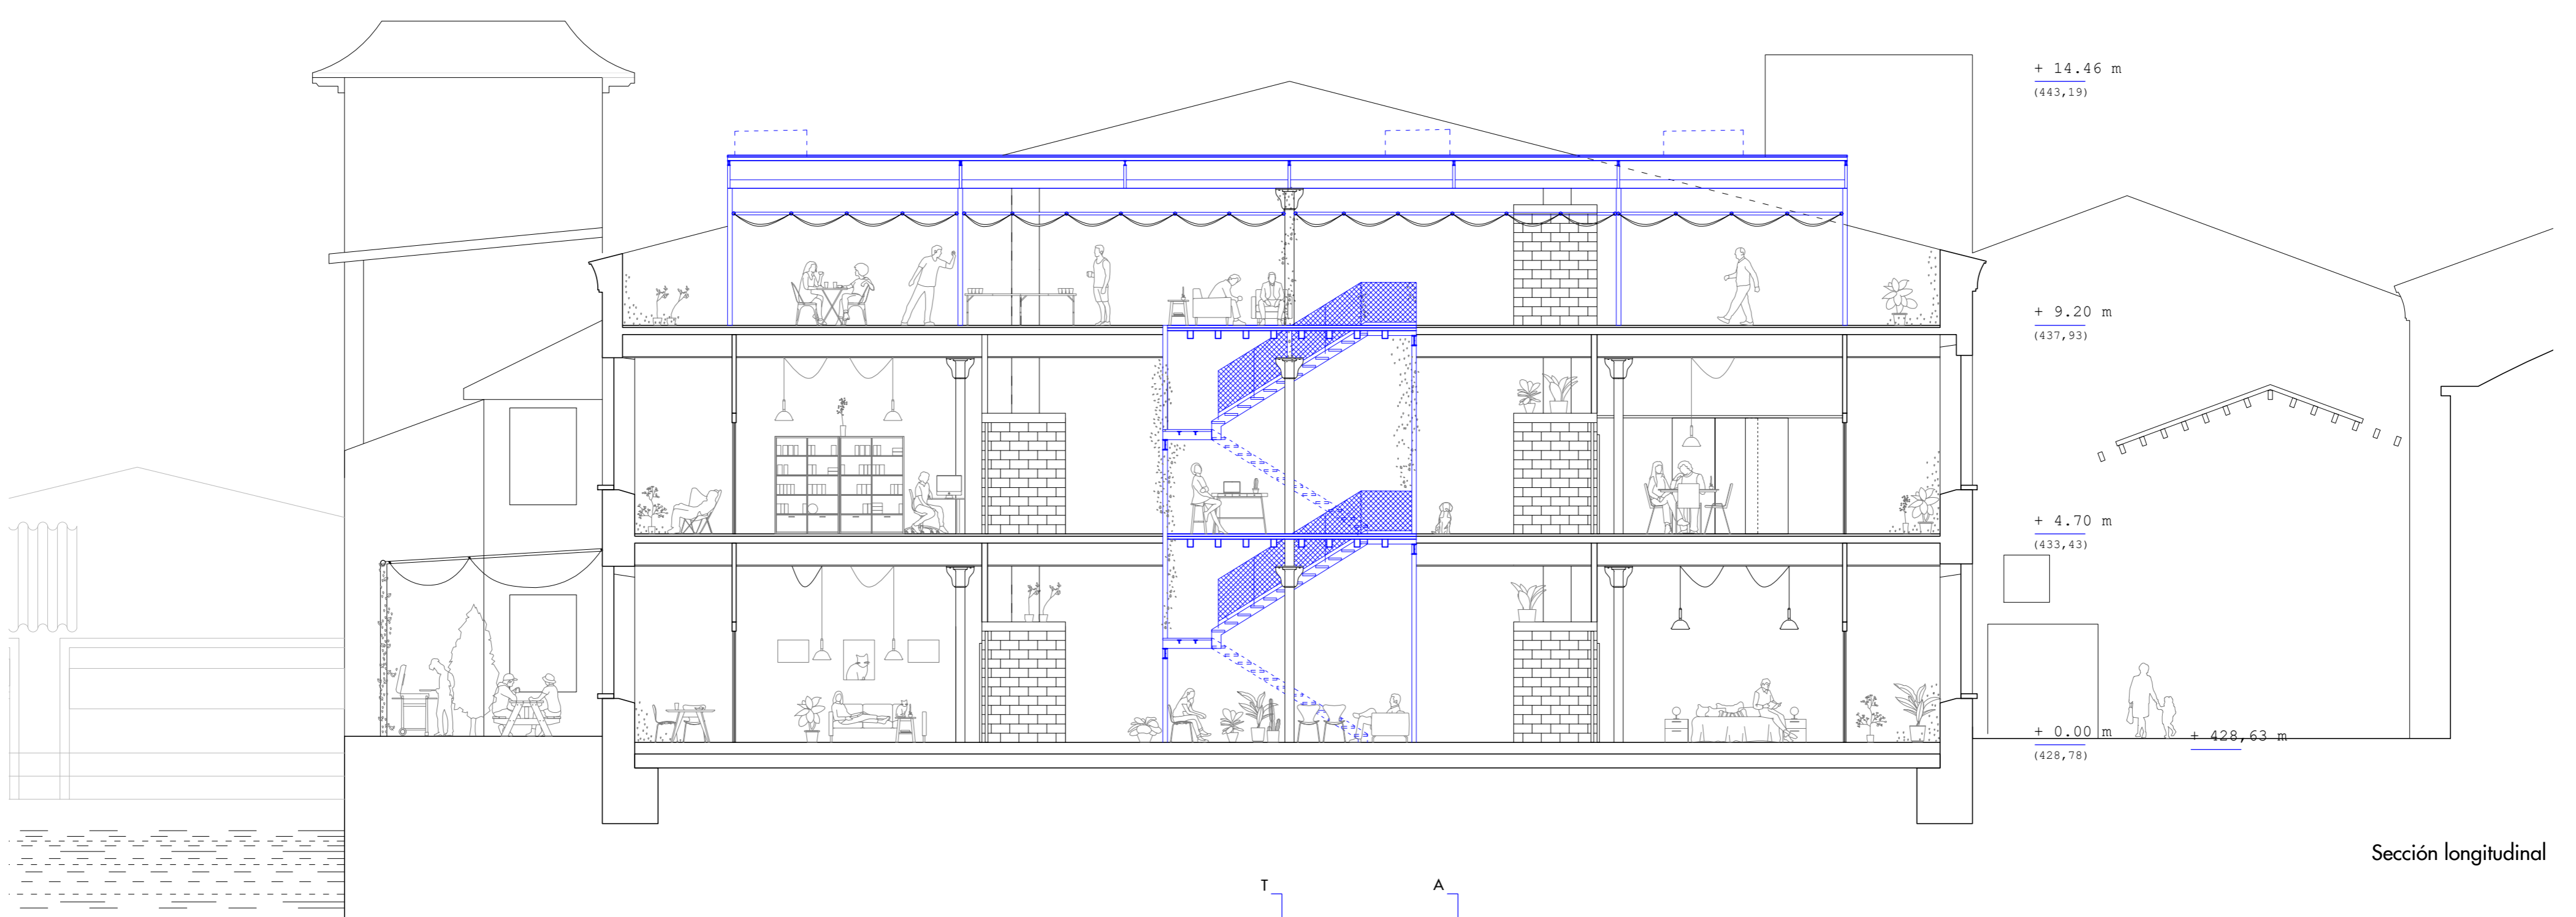 + 14.46 m
(443,19)
+ 9.20 m
(437,93)
+ 4.70 m
(433,43)
+ 0.00 m
(428,78)
+ 428,63 m
Sección longitudinal
T
A